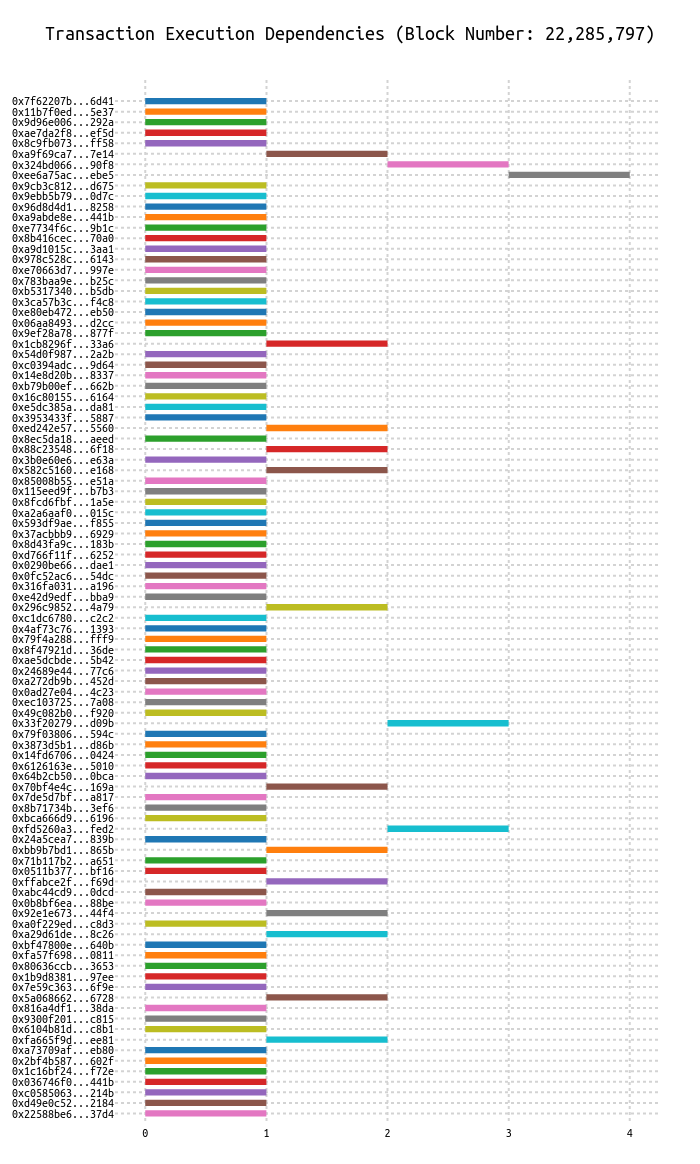 Transaction Execution Dependencies (Block Number: 22,285,797)
0x7f62207b...6d41
0x11b7f0ed...5e37
0x9d96e006...292a
0xae7da2f8...ef5d
0x8c9fb073...ff58
0xa9f69ca7...7e14
0x324bd066...90f8
0xee6a75ac...ebe5
0x9cb3c812...d675
0x9ebb5b79...0d7c
0x96d8d4d1...8258
0xa9abde8e...441b
0xe7734f6c...9b1c
0x8b416cec...70a0
0xa9d1015c...3aa1
0x978c528c...6143
0xe70663d7...997e
0x783baa9e...b25c
0xb5317340...b5db
0x3ca57b3c...f4c8
0xe80eb472...eb50
0x06aa8493...d2cc
0x9ef28a78...877f
0x1cb8296f...33a6
0x54d0f987...2a2b
0xc0394adc...9d64
0x14e8d20b...8337
0xb79b00ef...662b
0x16c80155...6164
0xe5dc385a...da81
0x3953433f...5887
0xed242e57...5560
0x8ec5da18...aeed
0x88c23548...6f18
0x3b0e60e6...e63a
0x582c5160...e168
0x85008b55...e51a
0x115eed9f...b7b3
0x8fcd6fbf...1a5e
0xa2a6aaf0...015c
0x593df9ae...f855
0x37acbbb9...6929
0x8d43fa9c...183b
0xd766f11f...6252
0x0290be66...dae1
0x0fc52ac6...54dc
0x316fa031...a196
0xe42d9edf...bba9
0x296c9852...4a79
0xc1dc6780...c2c2
0x4af73c76...1393
0x79f4a288...fff9
0x8f47921d...36de
0xae5dcbde...5b42
0x24689e44...77c6
0xa272db9b...452d
0x0ad27e04...4c23
0xec103725...7a08
0x49c082b0...f920
0x33f20279...d09b
0x79f03806...594c
0x3873d5b1...d86b
0x14fd6706...0424
0x6126163e...5010
0x64b2cb50...0bca
0x70bf4e4c...169a
0x7de5d7bf...a817
0x8b71734b...3ef6
0xbca666d9...6196
0xfd5260a3...fed2
0x24a5cea7...839b
0xbb9b7bd1...865b
0x71b117b2...a651
0x0511b377...bf16
0xffabce2f...f69d
0xabc44cd9...0dcd
0x0b8bf6ea...88be
0x92e1e673...44f4
0xa0f229ed...c8d3
0xa29d61de...8c26
0xbf47800e...640b
0xfa57f698...0811
0x80636ccb...3653
0x1b9d8381...97ee
0x7e59c363...6f9e
0x5a068662...6728
0x816a4df1...38da
0x9300f201...c815
0x6104b81d...c8b1
0xfa665f9d...ee81
0xa73709af...eb80
0x2bf4b587...602f
0x1c16bf24...f72e
0x036746f0...441b
0xc0585063...214b
0xd49e0c52...2184
0x22588be6...37d4
0 1 2 3 4